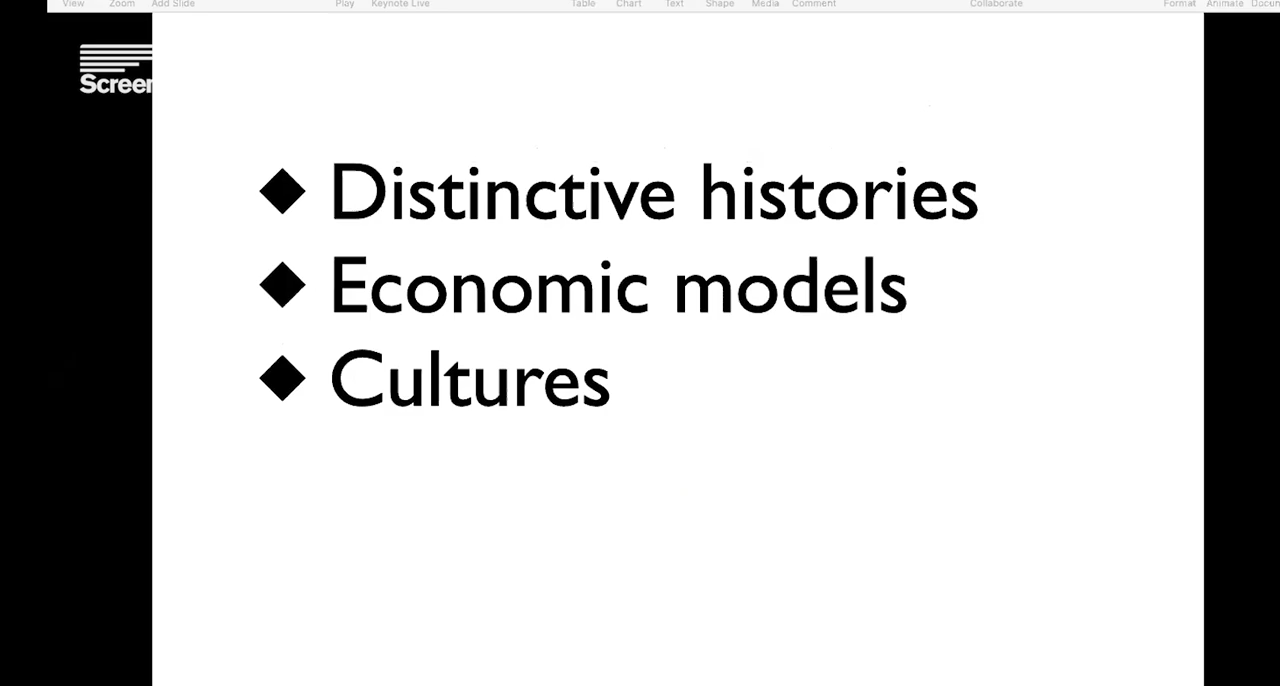 View Zoom Add Slide Play Keynote Live Table Chart Text Shape Media Comment Collaborate Format Animate
Screen
◆ Distinctive histories
◆ Economic models
◆ Cultures